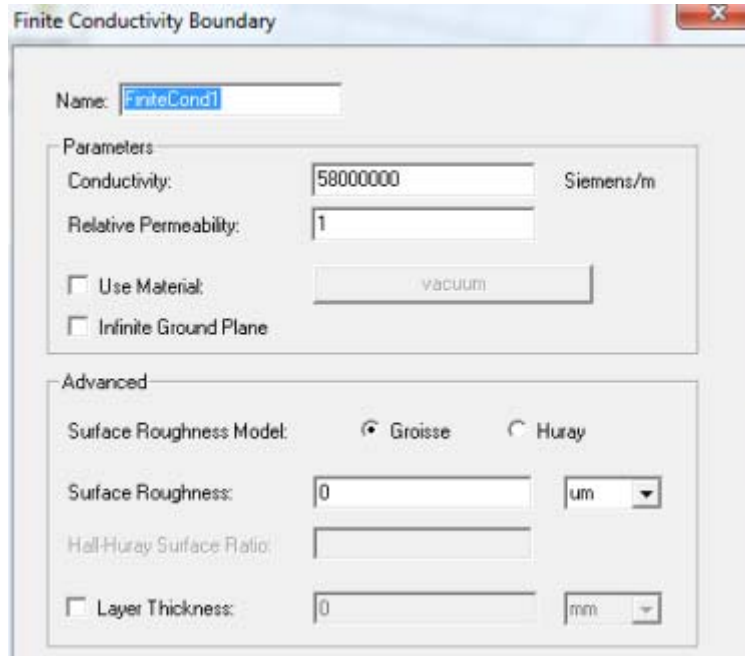 Finite Conductivity Boundary
Name: FiniteCond1
Parameters
Conductivity: 58000000 Siemens/m
Relative Permeability: 1
Use Material: vacuum
Infinite Ground Plane
Advanced
Surface Roughness Model: Groisse Huray
Surface Roughness: 0 um
Hall-Huray Surface Ratio:
Layer Thickness: 0 mm